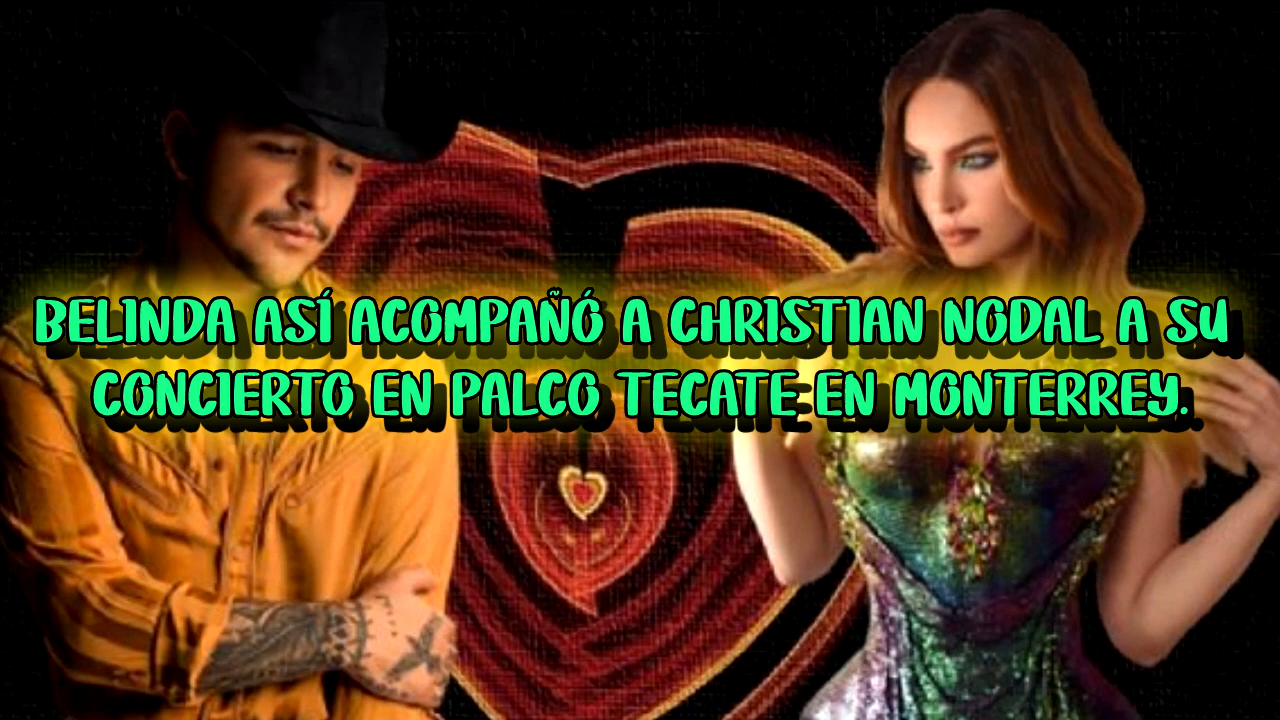 BELINDA ASÍ ACOMPAÑÓ A CHRISTIAN NODAL A SU
CONCIERTO EN PALCO TECATE EN MONTERREY.